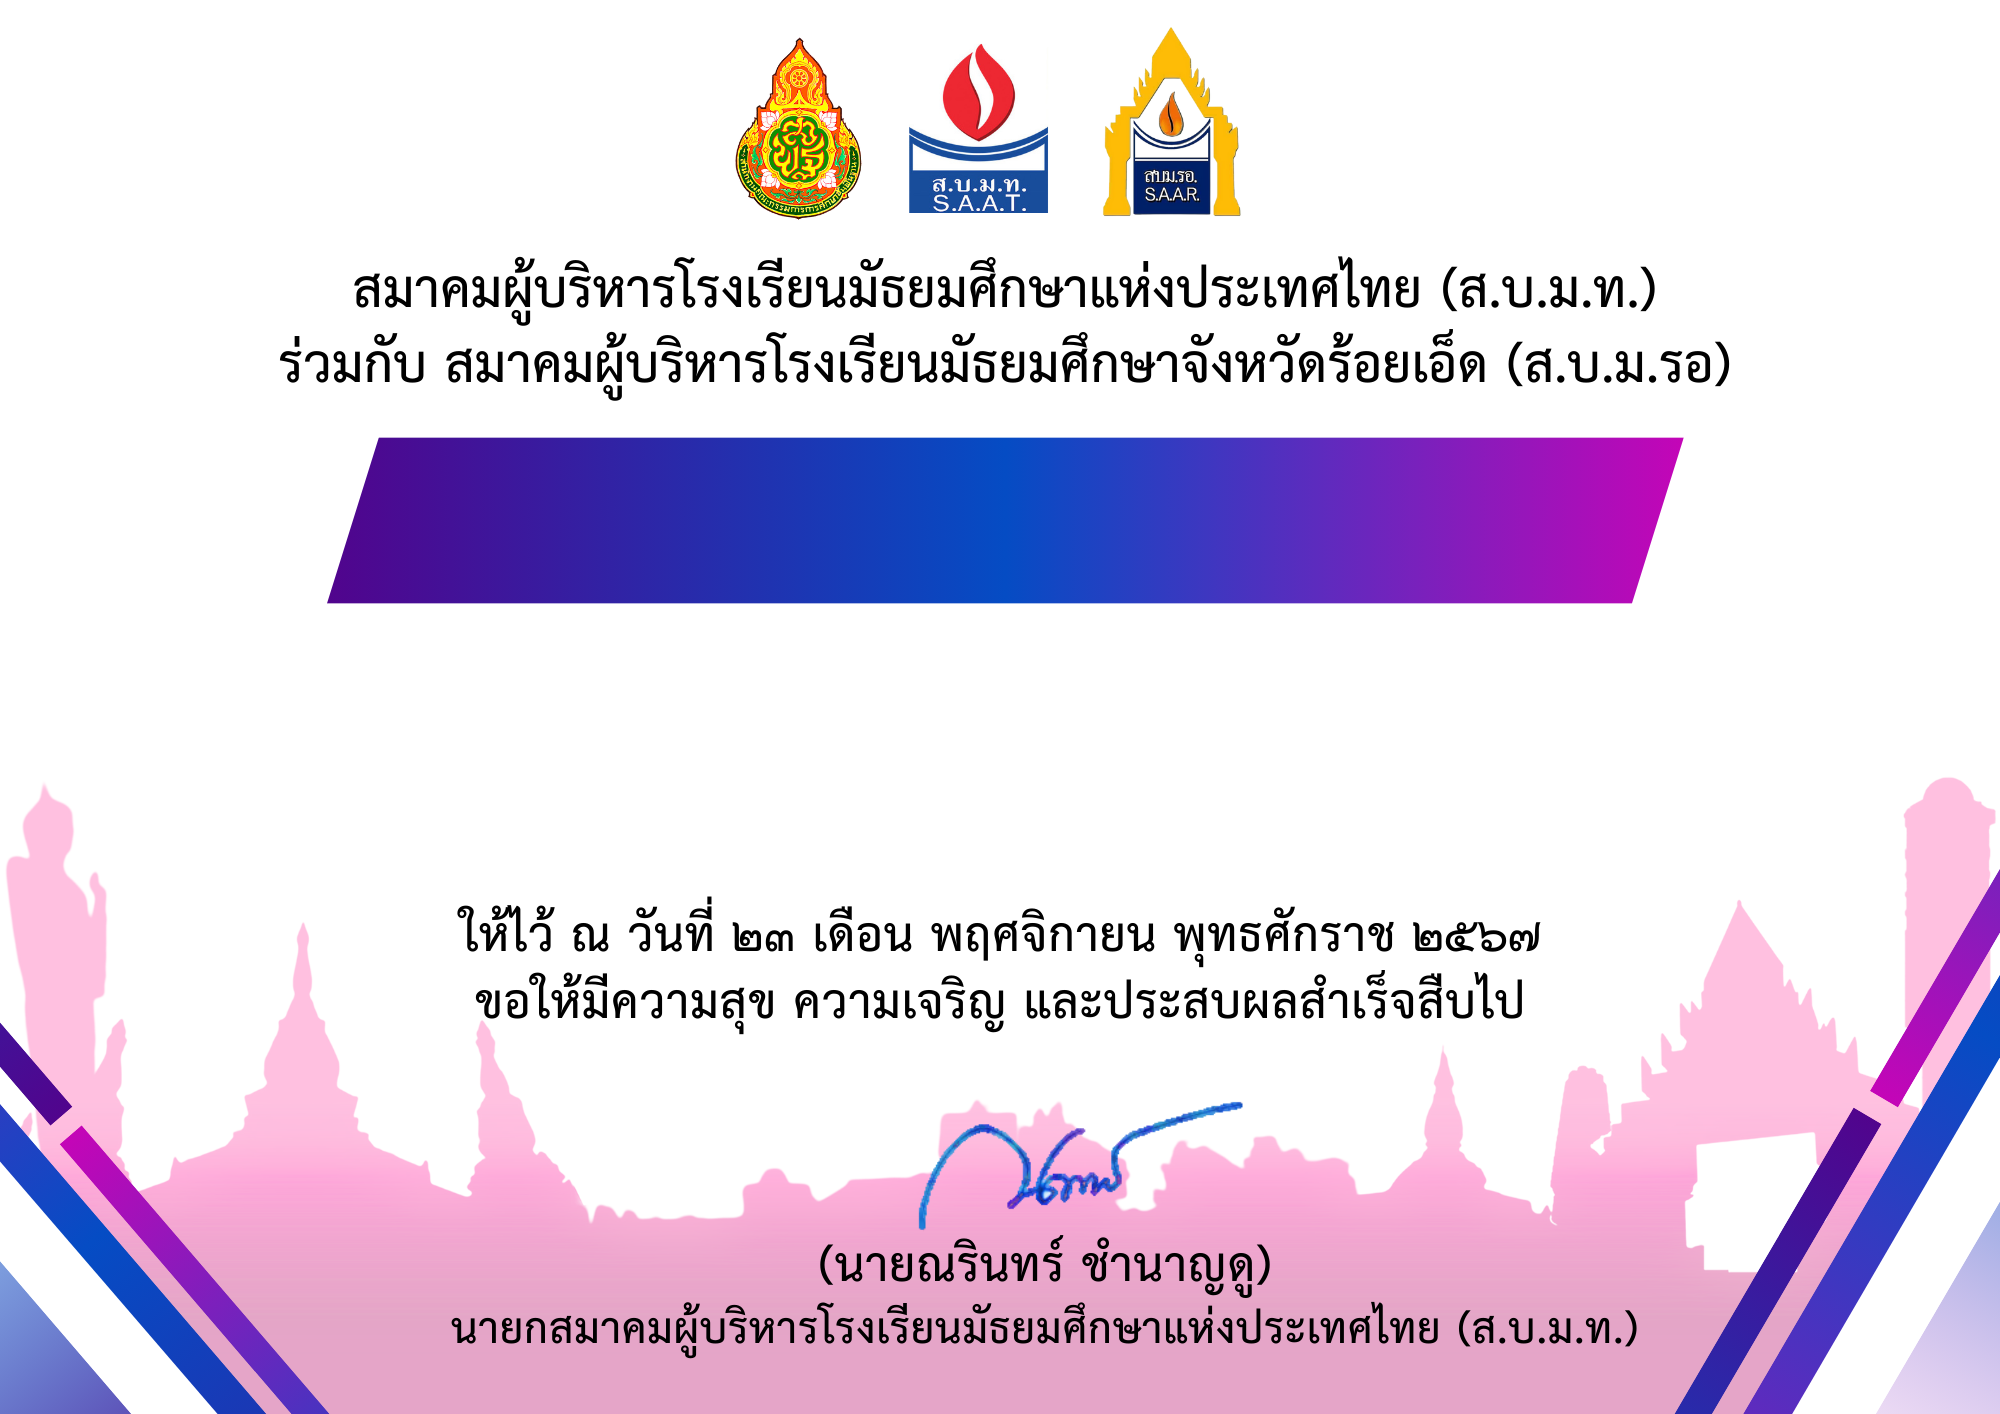 ส.บ.ม.ท.
S.A.A.T.
สบม.รอ.
S.A.A.R.
สมาคมผู้บริหารโรงเรียนมัธยมศึกษาแห่งประเทศไทย (ส.บ.ม.ท.)
ร่วมกับ สมาคมผู้บริหารโรงเรียนมัธยมศึกษาจังหวัดร้อยเอ็ด (ส.บ.ม.รอ)
ให้ไว้ ณ วันที่ ๒๓ เดือน พฤศจิกายน พุทธศักราช ๒๕๖๗
ขอให้มีความสุข ความเจริญ และประสบผลสำเร็จสืบไป
(นายณรินทร์ ชำนาญดู)
นายกสมาคมผู้บริหารโรงเรียนมัธยมศึกษาแห่งประเทศไทย (ส.บ.ม.ท.)